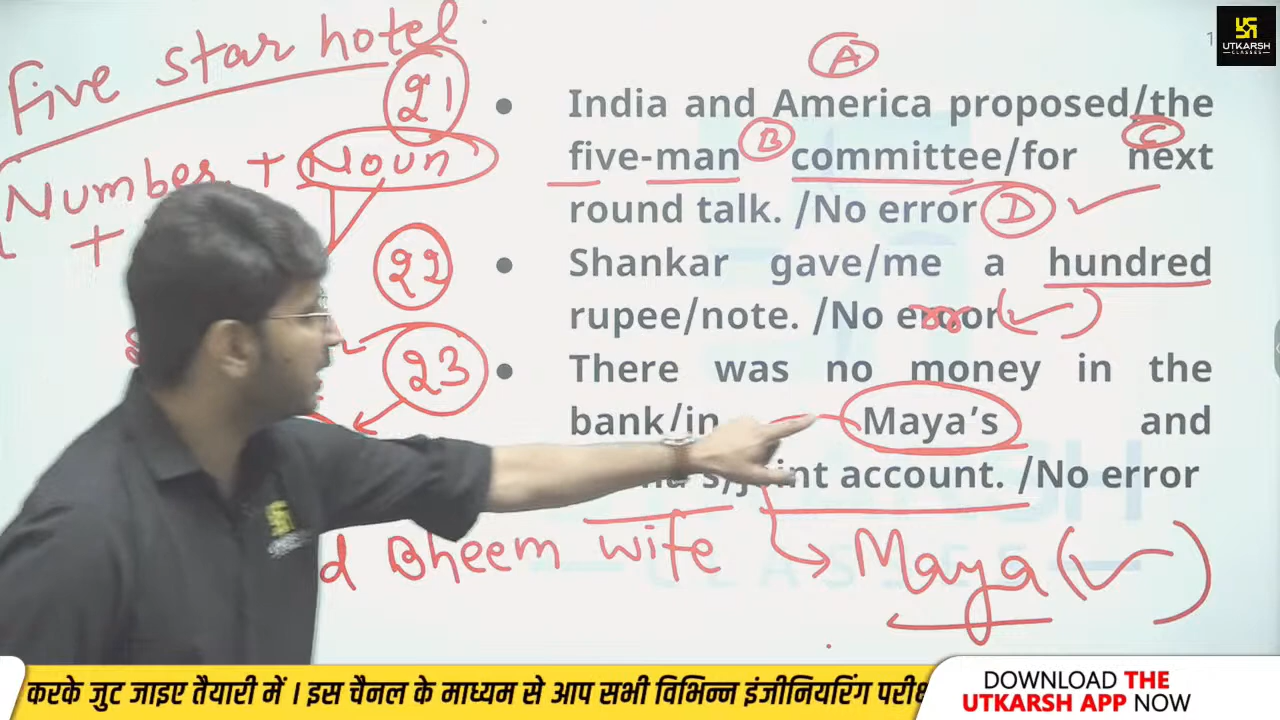 Five star hotel
Number + Noun
+
21
A
India and America proposed/the
B
C
five-man committee/for next
round talk. /No error D
22
Shankar gave/me a hundred
rupee/note. /No error
23
There was no money in the
bank/in Maya's and
joint account. /No error
Bheem wife
Maya
UTKARSH
CLASSES
करके जुट जाइए तैयारी में । इस चैनल के माध्यम से आप सभी विभिन्न इंजीनियरिंग
DOWNLOAD THE
UTKARSH APP NOW